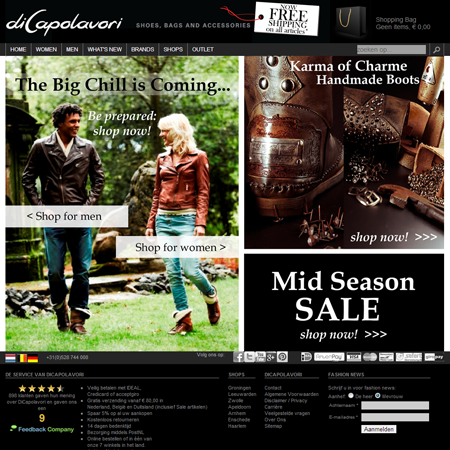 diCapolavori
SHOES, BAGS AND ACCESSORIES
NOW
FREE
SHIPPING
on all articles*
Shopping Bag
Geen items, € 0,00
HOME WOMEN MEN WHAT'S NEW BRANDS SHOPS OUTLET
zoeken op ...
The Big Chill is Coming...
Be prepared:
shop now!
< Shop for men
Shop for women >
Karma of Charme
Handmade Boots
shop now! >>>
Mid Season
SALE
shop now! >>>
Volg ons op
DE SERVICE VAN DICAPOLAVORI
898 klanten gaven hun mening
over DiCapolavori en gaven ons
een
9
Feedback Company
Veilig betalen met iDEAL,
Creditcard of acceptgiro
Gratis verzending vanaf € 80,00 in
Nederland, België en Duitsland (inclusief Sale artikelen)
Spaar 5% op al uw aankopen
Kosteloos retourneren
14 dagen bedenktijd
Bezorging middels PostNL
Online bestellen of in één van
onze 7 winkels in het land.
SHOPS
Groningen
Leeuwarden
Zwolle
Apeldoorn
Arnhem
Enschede
Haarlem
DICAPOLAVORI
Contact
Algemene Voorwaarden
Disclaimer / Privacy
Carrière
Veelgestelde vragen
Over Ons
Sitemap
FASHION NEWS
Schrijf u in voor fashion news.
Aanhef: De heer Mevrouw
Achternaam *
E-mailadres *
Aanmelden